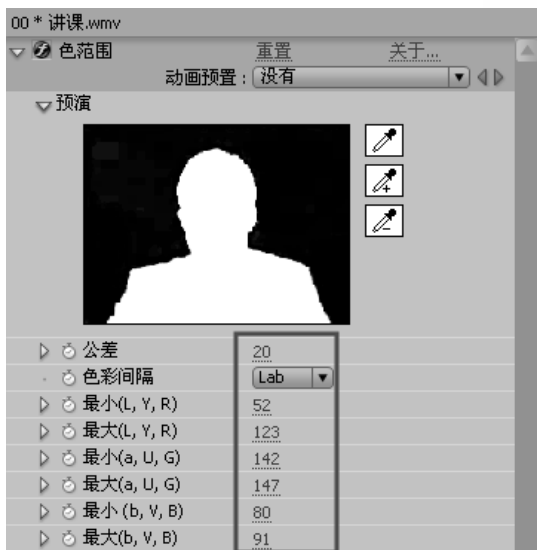 00 * 讲课.wmv
色范围 重置 关于...
动画预置 : 没有
预演
公差 20
色彩间隔 Lab
最小(L, Y, R) 52
最大(L, Y, R) 123
最小(a, U, G) 142
最大(a, U, G) 147
最小 (b, V, B) 80
最大(b, V, B) 91